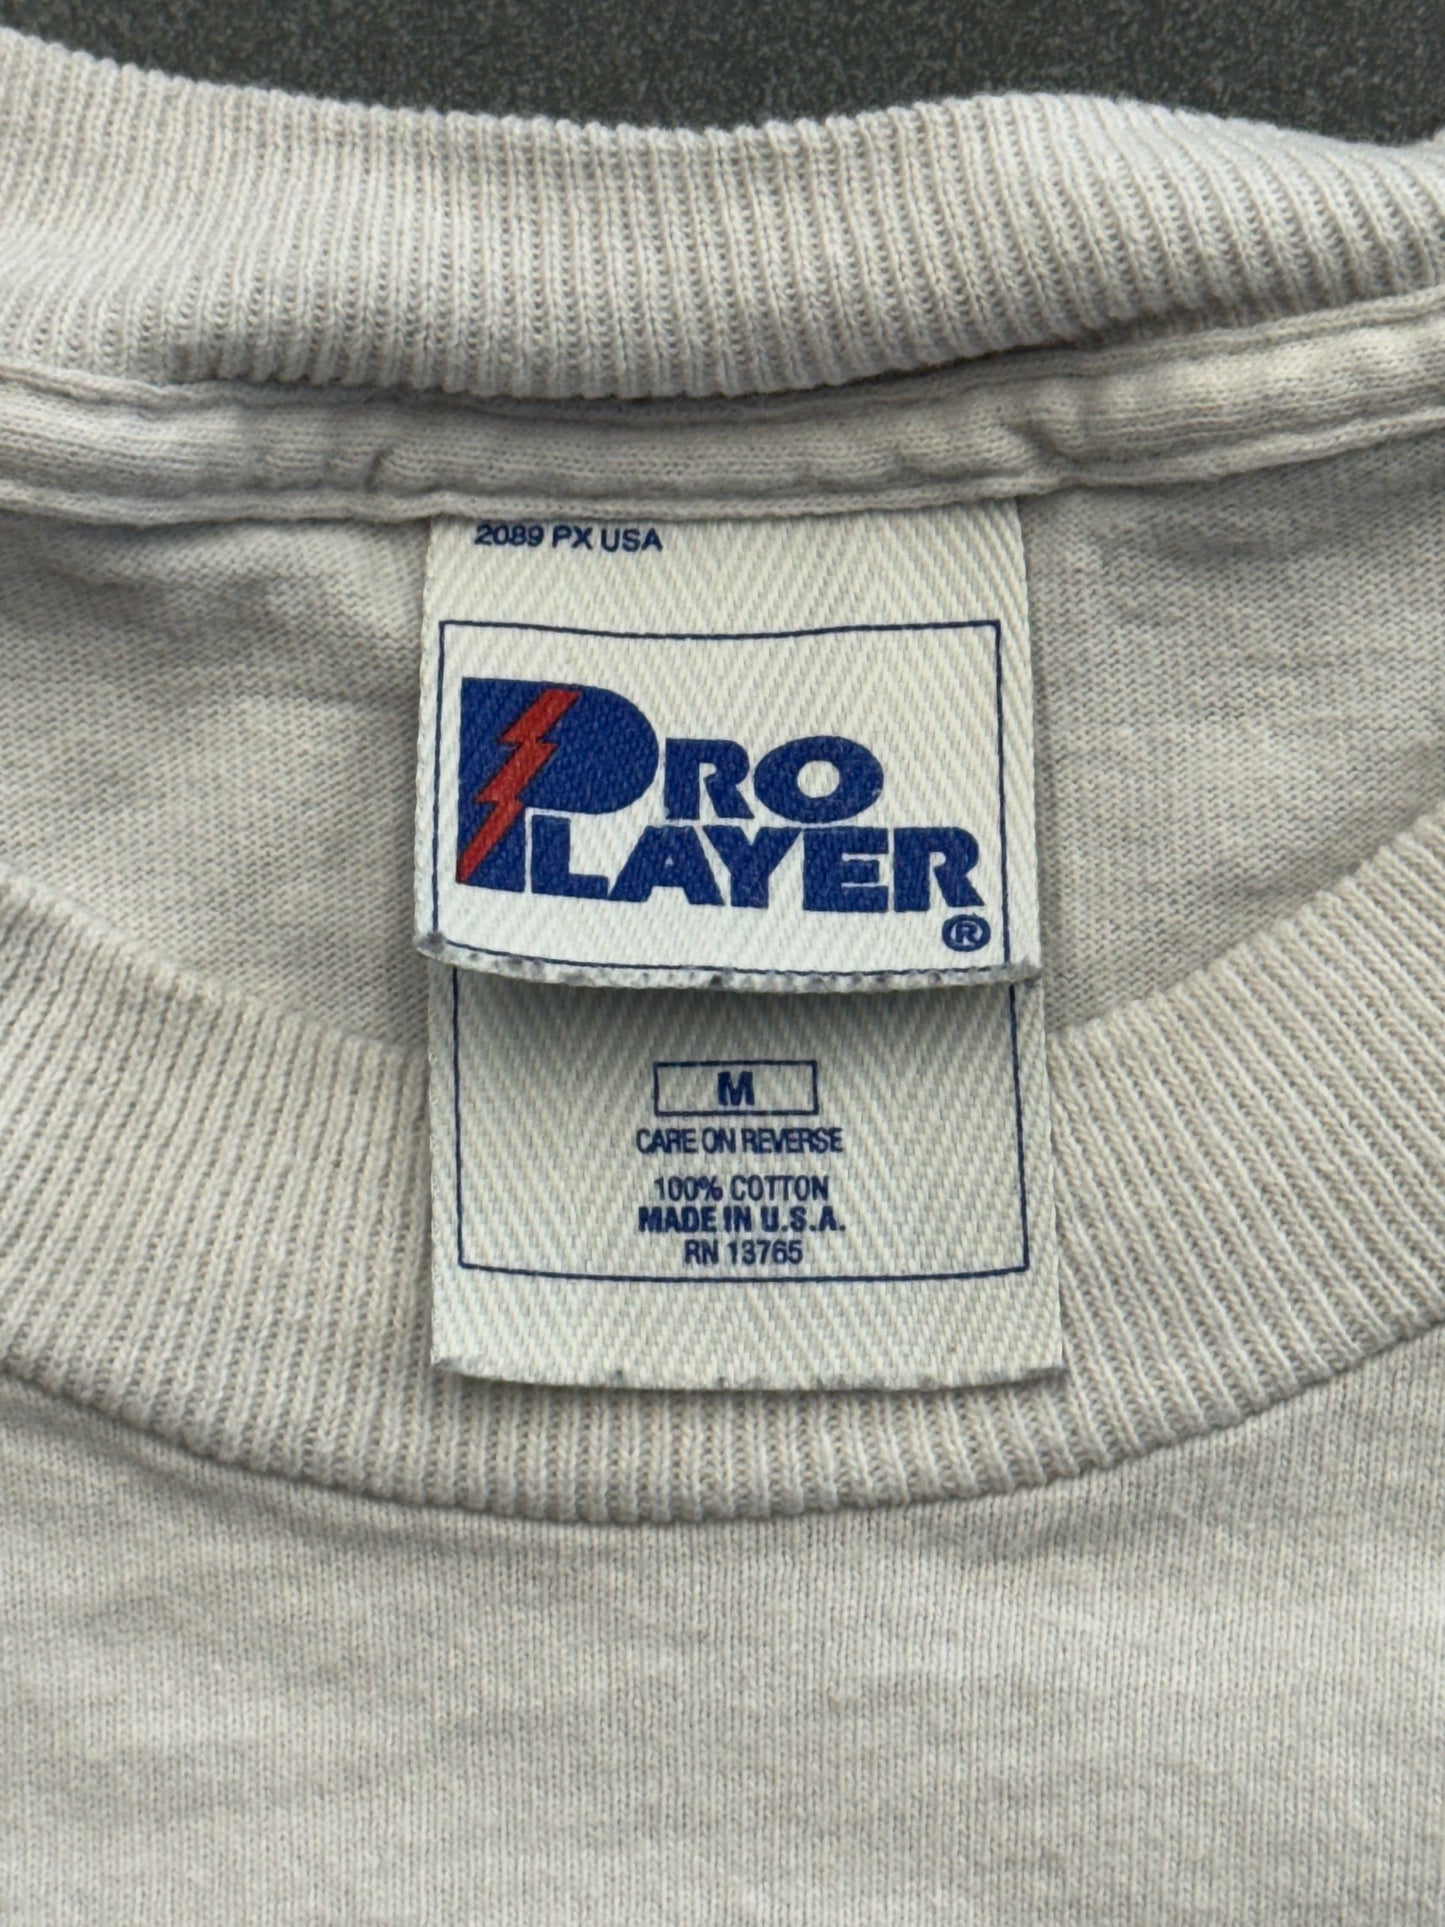 2089 PX USA
PRO
PLAYER
®
M
CARE ON REVERSE
100% COTTON
MADE IN U.S.A.
RN 13765